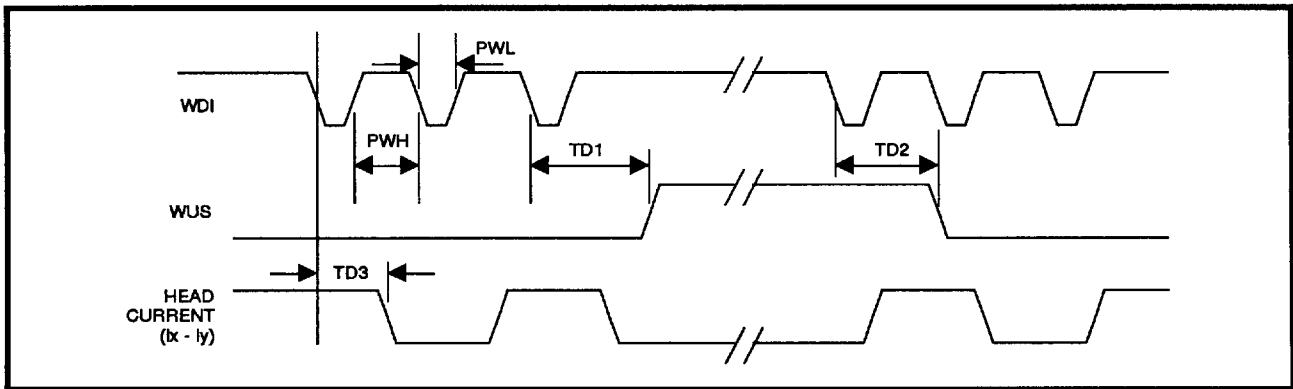 PWL
WDI
PWH
TD1
TD2
WUS
TD3
HEAD
CURRENT
(Ix - Iy)